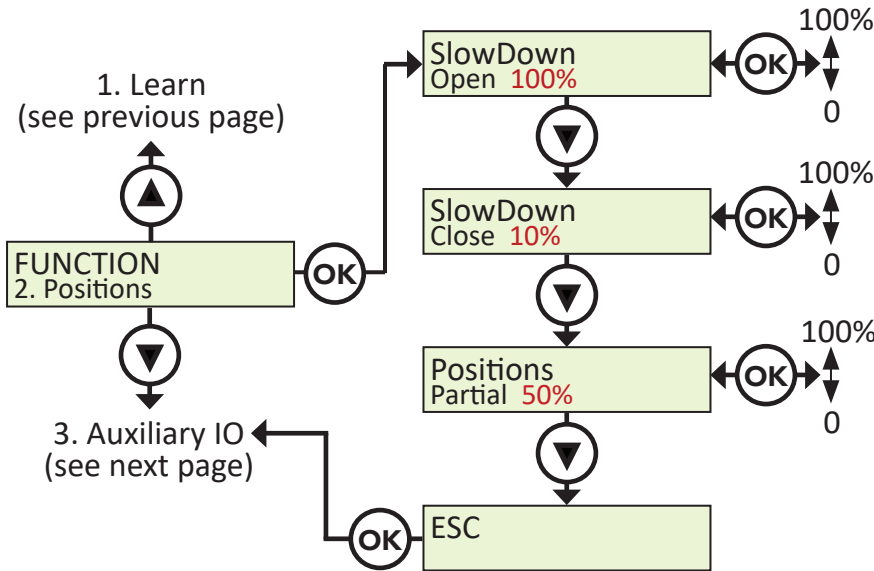 1. Learn
(see previous page)
FUNCTION
2. Positions
OK
3. Auxiliary IO
(see next page)
OK
SlowDown
Open 100%
OK
100%
0
SlowDown
Close 10%
OK
100%
0
Positions
Partial 50%
OK
100%
0
ESC